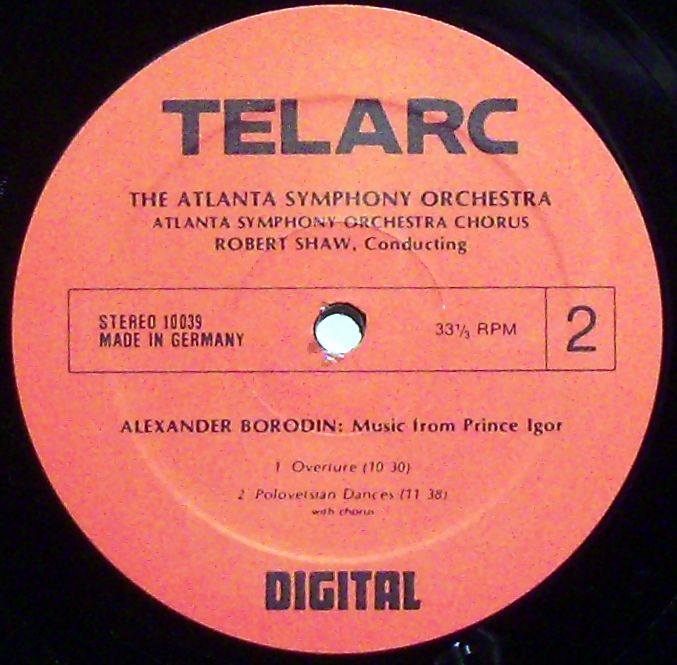 TELARC
THE ATLANTA SYMPHONY ORCHESTRA
ATLANTA SYMPHONY ORCHESTRA CHORUS
ROBERT SHAW, Conducting
STEREO 10039
MADE IN GERMANY
33⅓ RPM
2
ALEXANDER BORODIN: Music from Prince Igor
1 Overture (10 30)
2 Polovetsian Dances (11 38)
with chorus
DIGITAL